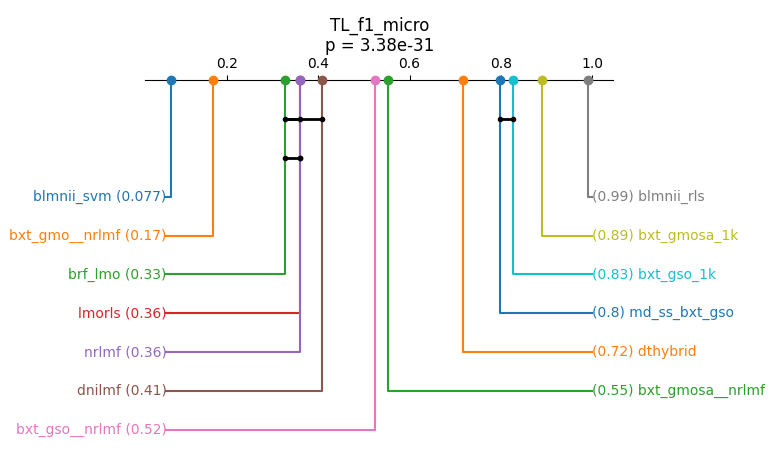 TL_f1_micro
p = 3.38e-31
0.2 0.4 0.6 0.8 1.0
blmnii_svm (0.077) (0.99) blmnii_rls
bxt_gmo__nrlmf (0.17) (0.89) bxt_gmosa_1k
brf_lmo (0.33) (0.83) bxt_gso_1k
lmorls (0.36) (0.8) md_ss_bxt_gso
nrlmf (0.36) (0.72) dthybrid
dnilmf (0.41) (0.55) bxt_gmosa__nrlmf
bxt_gso__nrlmf (0.52)